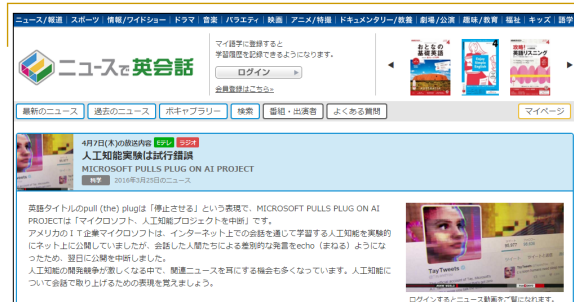 ニュース/報道 スポーツ 情報/ワイドショー ドラマ 音楽 バラエティ 映画 アニメ/特撮 ドキュメンタリー/教養 劇場/公演 趣味/教育 福祉 キッズ 語学
ニュースで英会話
マイ語学に登録すると
学習履歴を記録できるようになります。
ログイン
会員登録はこちら»
おとなの
基礎英語
攻略!
英語リスニング
最新のニュース 過去のニュース ボキャブラリー 検索 番組・出演者 よくある質問 マイページ
4月7日(木)の放送内容 Eテレ ラジオ
人工知能実験は試行錯誤
MICROSOFT PULLS PLUG ON AI PROJECT
科学 2016年3月25日のニュース
英語タイトルのpull (the) plugは「停止させる」という表現で、MICROSOFT PULLS PLUG ON AI
PROJECTは「マイクロソフト、人工知能プロジェクトを中断」です。
アメリカのIT企業マイクロソフトは、インターネット上での会話を通じて学習する人工知能を実験的
にネット上に公開していましたが、会話した人間たちによる差別的な発言をecho(まねる)ようにな
ったため、翌日に公開を中断しました。
人工知能の開発競争が激しくなる中で、関連ニュースを耳にする機会も多くなっています。人工知能に
ついて会話で取り上げるための表現を覚えましょう。
TayTweets
ログインするとニュース動画をご覧になれます。